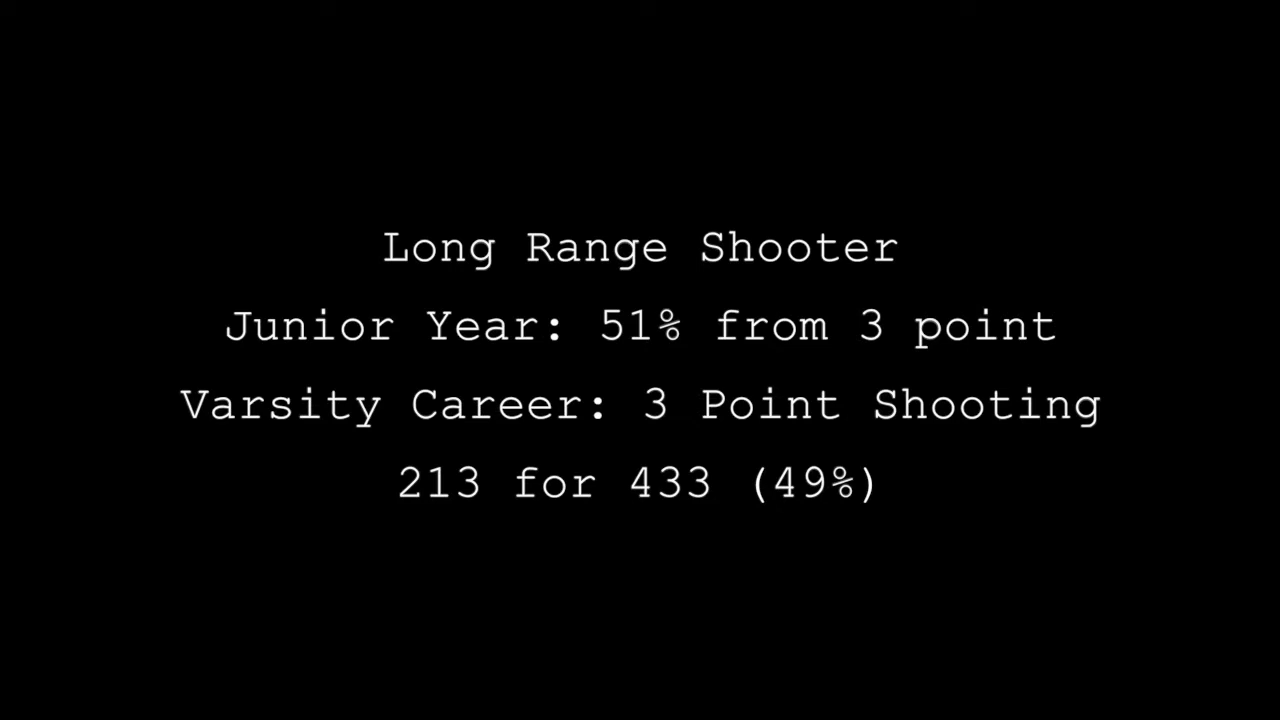 Long Range Shooter
Junior Year: 51% from 3 point
Varsity Career: 3 Point Shooting
213 for 433 (49%)